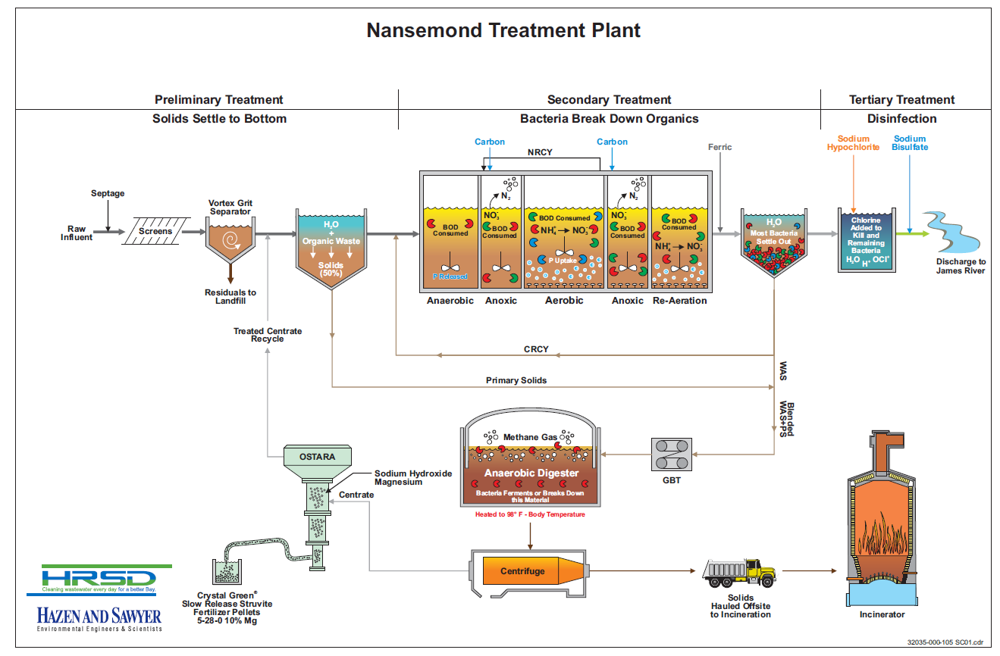 Nansemond Treatment Plant
Preliminary Treatment
Secondary Treatment
Tertiary Treatment
Solids Settle to Bottom
Bacteria Break Down Organics
Disinfection
Carbon
NRCY
Carbon
Ferric
Sodium
Hypochlorite
Sodium
Bisulfate
Septage
Raw
Influent
Screens
Vortex Grit
Separator
Residuals to
Landfill
H₂O
+
Organic Waste
Solids
(50%)
BOD
Consumed
P Released
N₂
NO₃⁻
BOD
Consumed
BOD Consumed
NH₄⁺ → NO₃⁻
P Uptake
N₂
NO₃⁻
BOD
Consumed
BOD
Consumed
NH₄⁺ → NO₃⁻
Anaerobic
Anoxic
Aerobic
Anoxic
Re-Aeration
H₂O
Most Bacteria
Settle Out
Chlorine
Added to
Kill and
Remaining
Bacteria
H₂O H⁺ OCl⁺
Discharge to
James River
Treated Centrate
Recycle
CRCY
Primary Solids
WAS
Blended
WAS+PS
Methane Gas
Anaerobic Digester
Bacteria Ferments or Breaks Down
this Material
Heated to 98° F - Body Temperature
GBT
OSTARA
Sodium Hydroxide
Magnesium
Centrate
Centrifuge
Solids
Hauled Offsite
to Incineration
Incinerator
Crystal Green®
Slow Release Struvite
Fertilizer Pellets
5-28-0 10% Mg
HRSD
Cleaning wastewater every day for a better Bay.
HAZEN AND SAWYER
Environmental Engineers & Scientists
32035-000-105 SC01.cdr